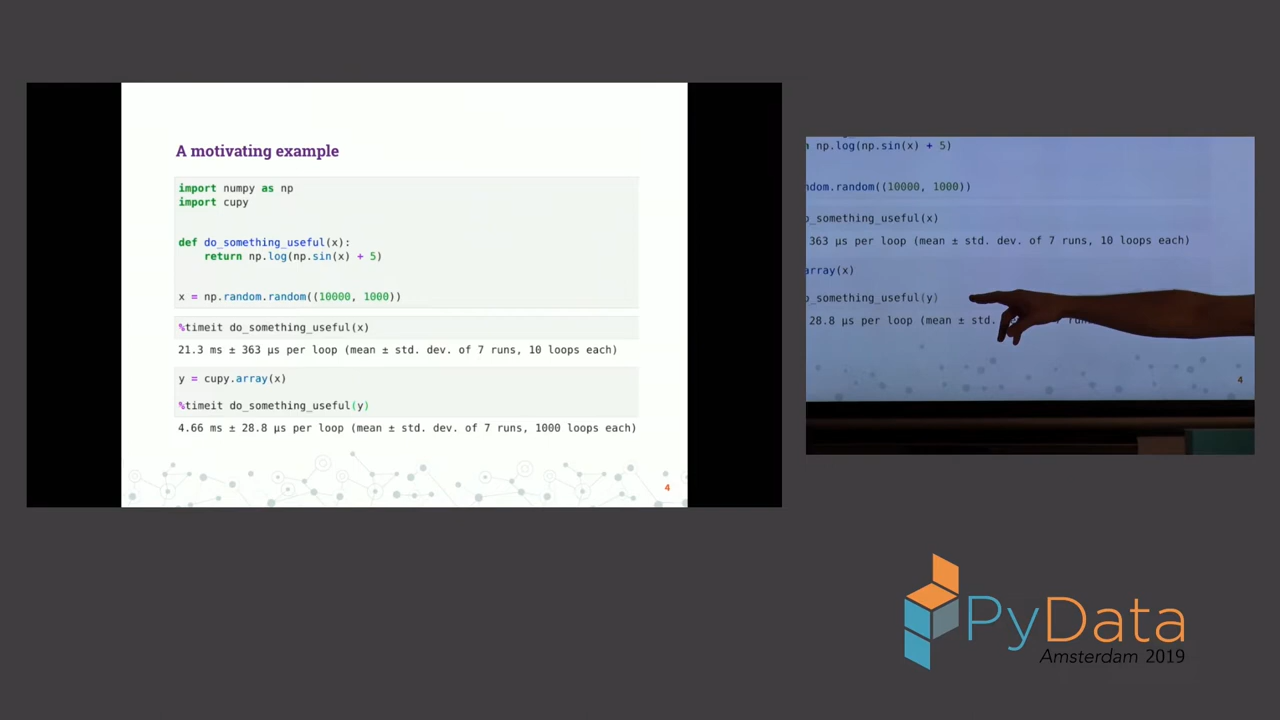 A motivating example
import numpy as np
import cupy
def do_something_useful(x):
return np.log(np.sin(x) + 5)
x = np.random.random((10000, 1000))
%timeit do_something_useful(x)
21.3 ms ± 363 µs per loop (mean ± std. dev. of 7 runs, 10 loops each)
y = cupy.array(x)
%timeit do_something_useful(y)
4.66 ms ± 28.8 µs per loop (mean ± std. dev. of 7 runs, 1000 loops each)
4
np.log(np.sin(x) + 5)
ndom.random((10000, 1000))
o_something_useful(x)
363 µs per loop (mean ± std. dev. of 7 runs, 10 loops each)
array(x)
o_something_useful(y)
28.8 µs per loop (mean ± std.
4
PyData
Amsterdam 2019